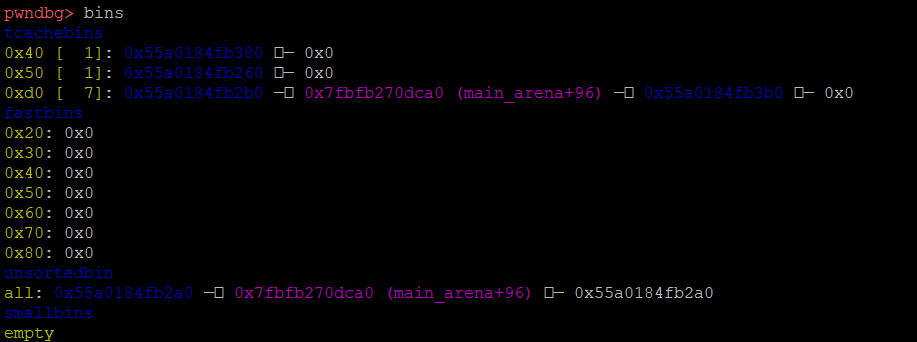 pwndbg> bins
tcachebins
0x40 [  1]: 0x55a0184fb380 □— 0x0
0x50 [  1]: 0x55a0184fb260 □— 0x0
0xd0 [  7]: 0x55a0184fb2b0 —□ 0x7fbfb270dca0 (main_arena+96) —□ 0x55a0184fb3b0 □— 0x0
fastbins
0x20: 0x0
0x30: 0x0
0x40: 0x0
0x50: 0x0
0x60: 0x0
0x70: 0x0
0x80: 0x0
unsortedbin
all: 0x55a0184fb2a0 —□ 0x7fbfb270dca0 (main_arena+96) □— 0x55a0184fb2a0
smallbins
empty